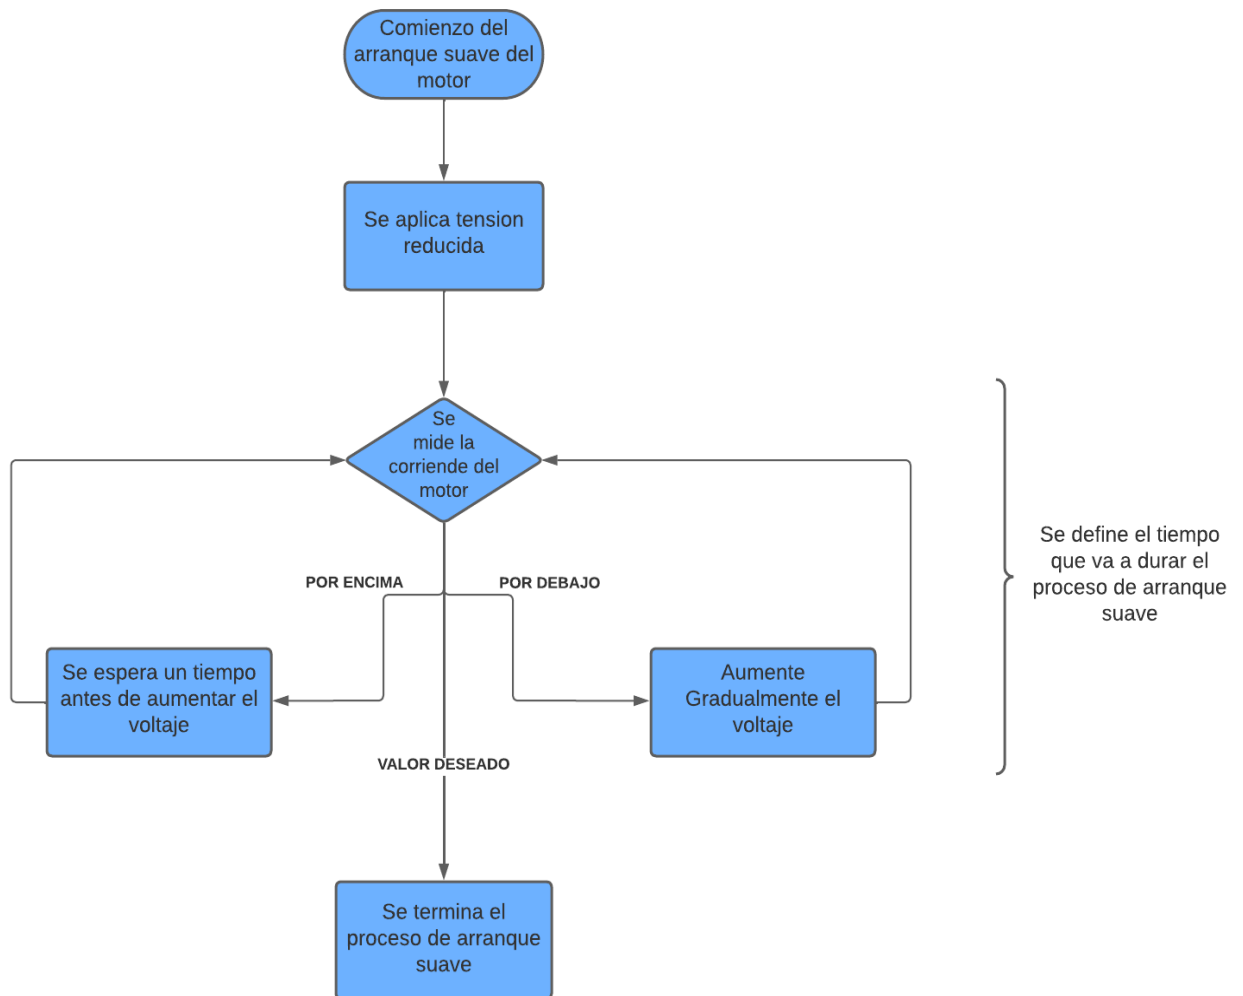 Comienzo del
arranque suave del
motor
Se aplica tension
reducida
Se
mide la
corriende del
motor
POR ENCIMA
POR DEBAJO
Se define el tiempo
que va a durar el
proceso de arranque
suave
Se espera un tiempo
antes de aumentar el
voltaje
Aumente
Gradualmente el
voltaje
VALOR DESEADO
Se termina el
proceso de arranque
suave